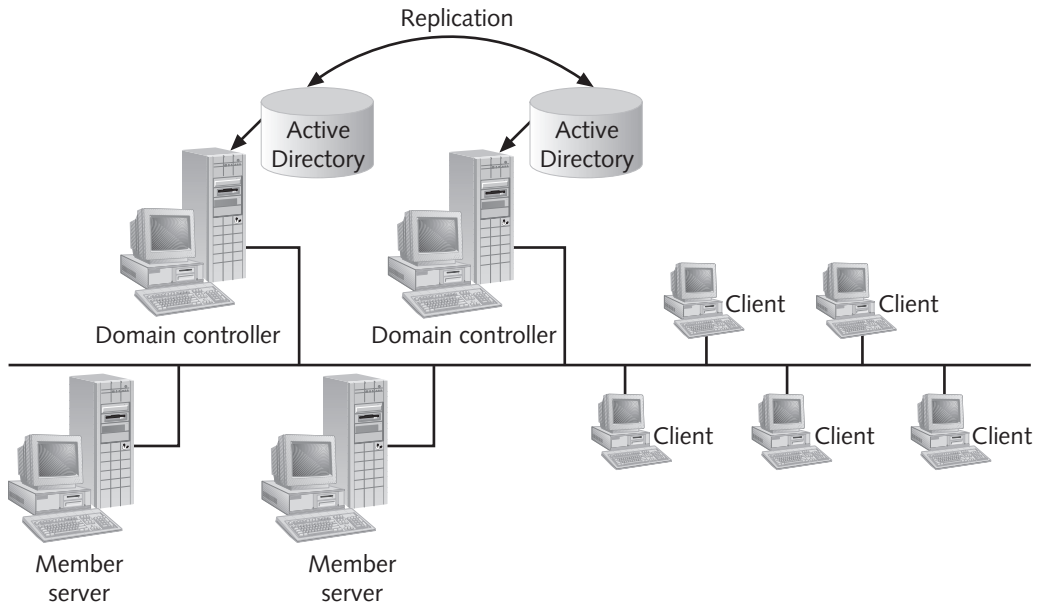 Replication
Active
Directory
Active
Directory
Domain controller
Domain controller
Client
Client
Client
Client
Client
Member
server
Member
server